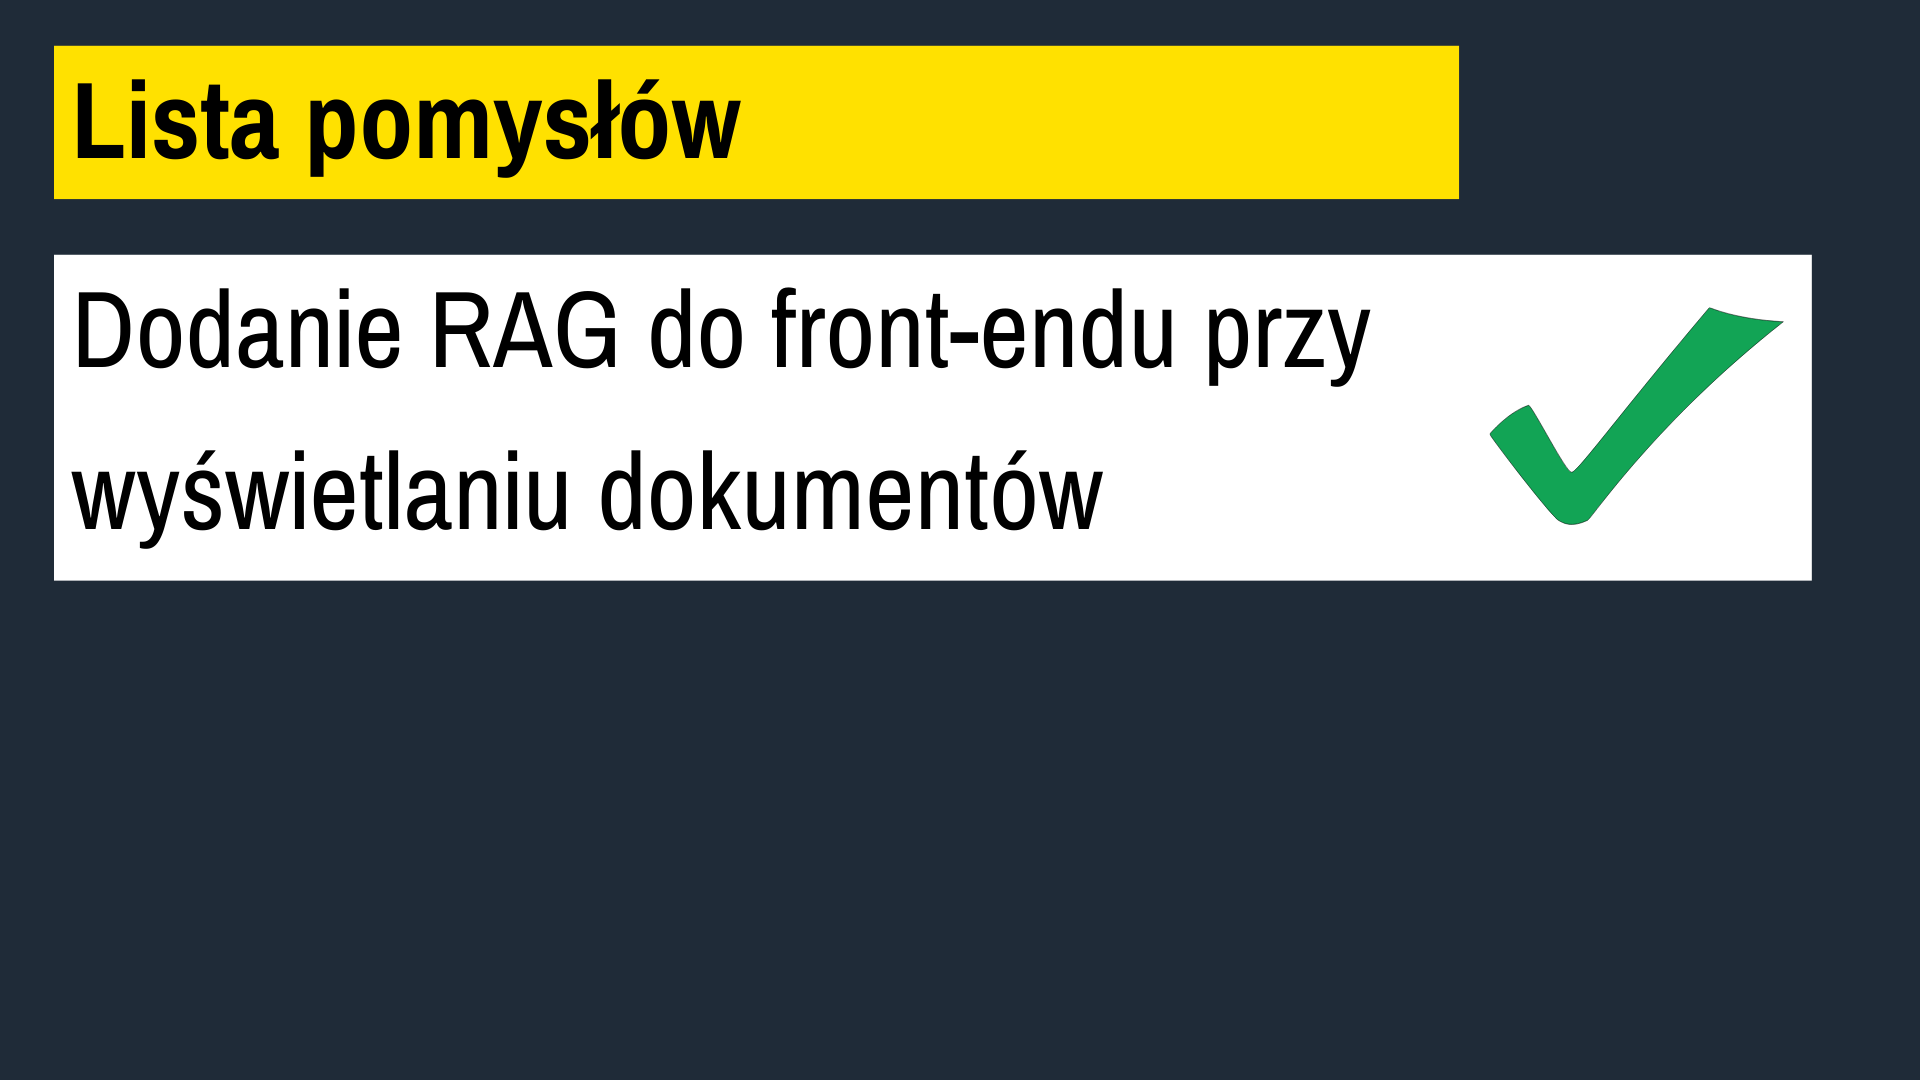 Lista pomysłów
Dodanie RAG do front-endu przy
wyświetlaniu dokumentów